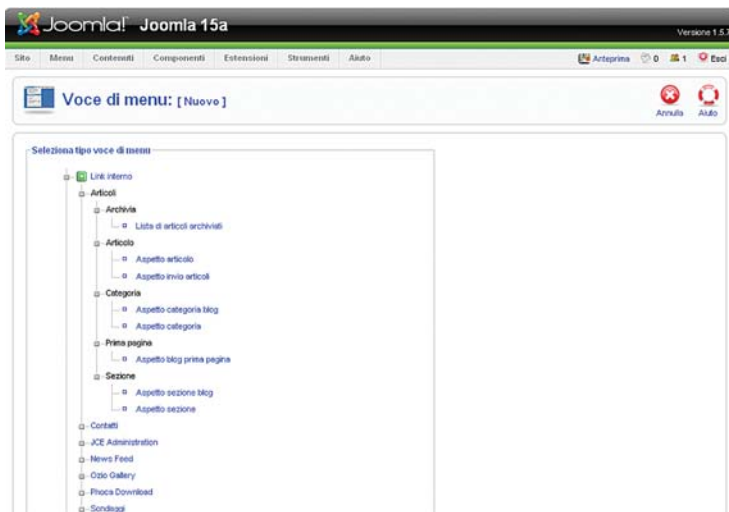 Joomla! Joomla 15a
Versione 1.5.
Sito Menu Contenuti Componenti Estensioni Strumenti Aiuto Anteprima 0 1 Esci
Voce di menu: [ Nuovo ]
Annulla Aiuto
Seleziona tipo voce di menu
Link interno
Articoli
Archivia
Lista di articoli archiviati
Articolo
Aspetto articolo
Aspetto invio articoli
Categoria
Aspetto categoria blog
Aspetto categoria
Prima pagina
Aspetto blog prima pagina
Sezione
Aspetto sezione blog
Aspetto sezione
Contatti
JCE Administration
News Feed
Ozio Gallery
Phoca Download
Sondaggi